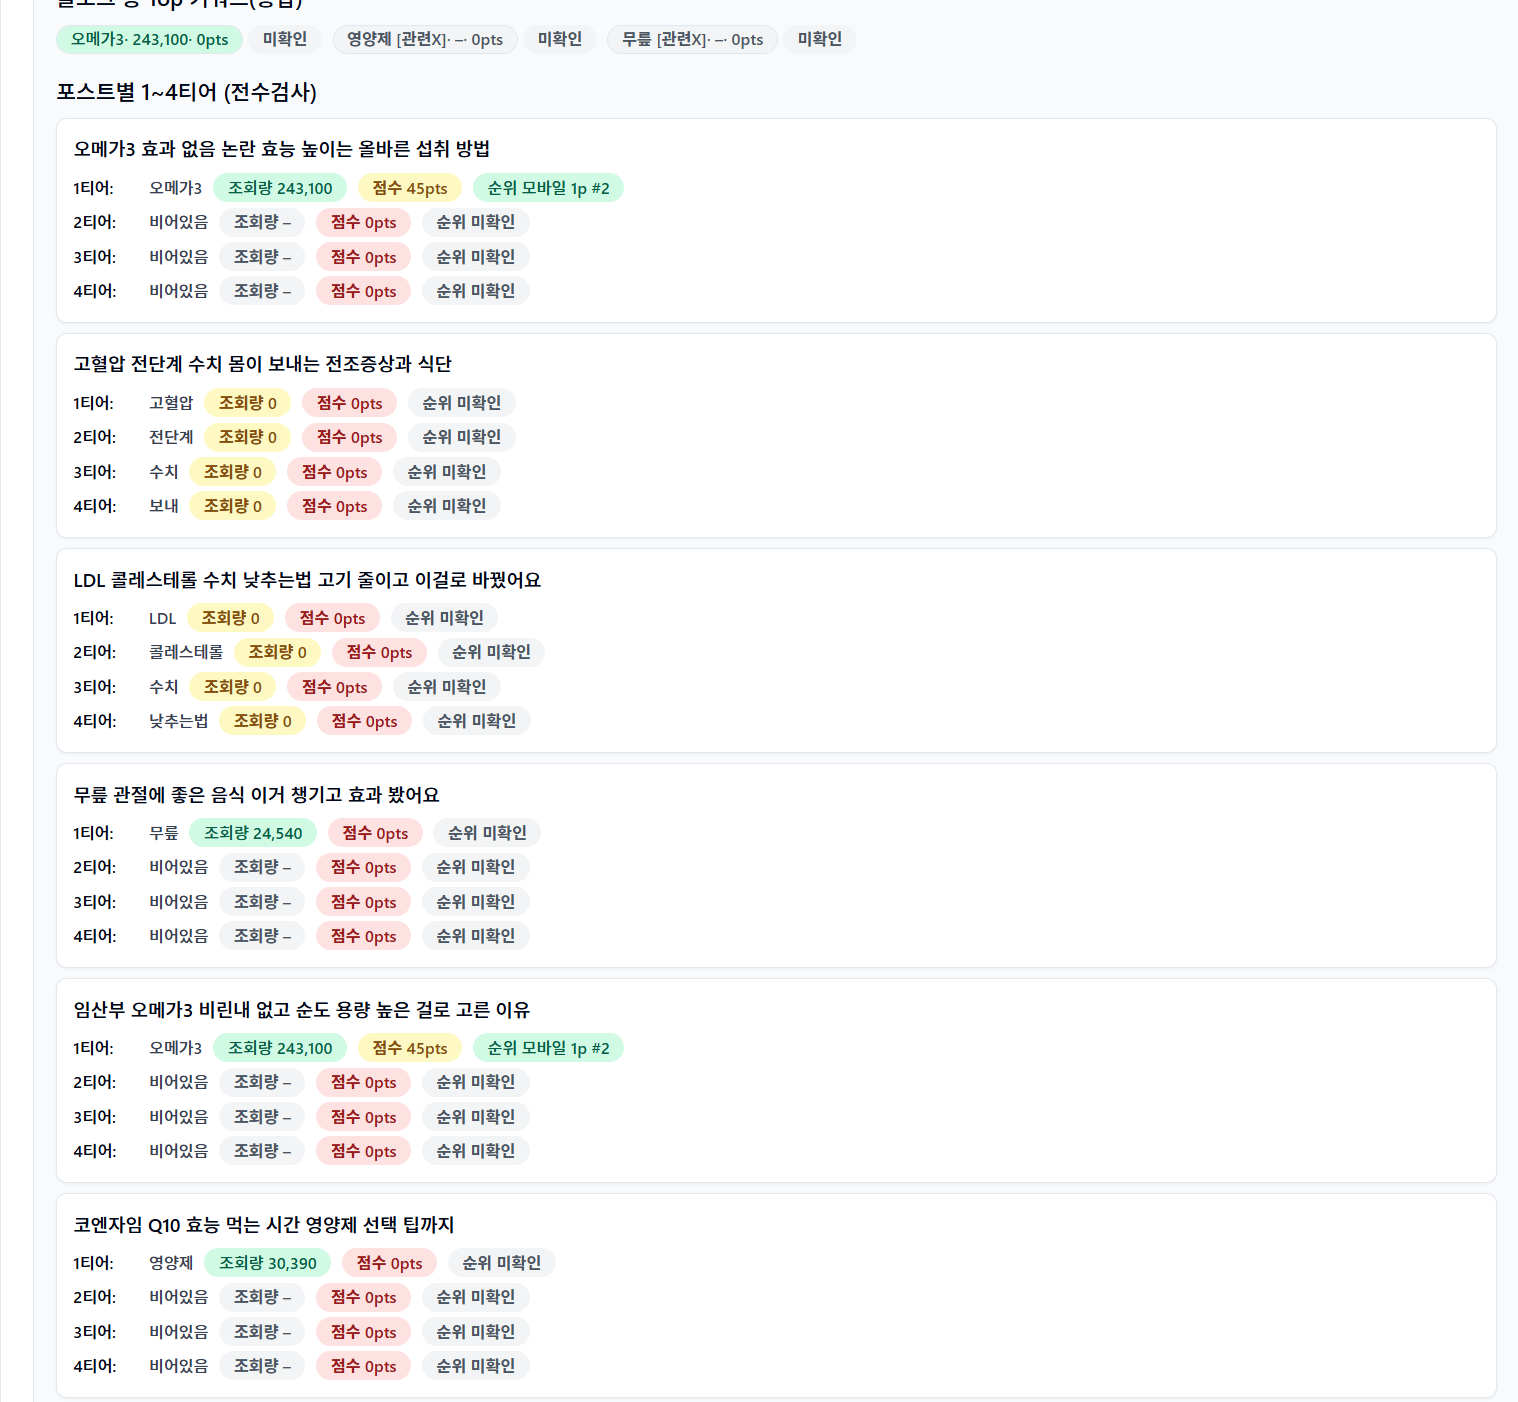 오메가3· 243,100· 0pts 미확인 영양제 [관련X]· –· 0pts 미확인 무릎 [관련X]· –· 0pts 미확인
포스트별 1~4티어 (전수검사)
오메가3 효과 없음 논란 효능 높이는 올바른 섭취 방법
1티어: 오메가3 조회량 243,100 점수 45pts 순위 모바일 1p #2
2티어: 비어있음 조회량 – 점수 0pts 순위 미확인
3티어: 비어있음 조회량 – 점수 0pts 순위 미확인
4티어: 비어있음 조회량 – 점수 0pts 순위 미확인
고혈압 전단계 수치 몸이 보내는 전조증상과 식단
1티어: 고혈압 조회량 0 점수 0pts 순위 미확인
2티어: 전단계 조회량 0 점수 0pts 순위 미확인
3티어: 수치 조회량 0 점수 0pts 순위 미확인
4티어: 보내 조회량 0 점수 0pts 순위 미확인
LDL 콜레스테롤 수치 낮추는법 고기 줄이고 이걸로 바꿨어요
1티어: LDL 조회량 0 점수 0pts 순위 미확인
2티어: 콜레스테롤 조회량 0 점수 0pts 순위 미확인
3티어: 수치 조회량 0 점수 0pts 순위 미확인
4티어: 낮추는법 조회량 0 점수 0pts 순위 미확인
무릎 관절에 좋은 음식 이거 챙기고 효과 봤어요
1티어: 무릎 조회량 24,540 점수 0pts 순위 미확인
2티어: 비어있음 조회량 – 점수 0pts 순위 미확인
3티어: 비어있음 조회량 – 점수 0pts 순위 미확인
4티어: 비어있음 조회량 – 점수 0pts 순위 미확인
임산부 오메가3 비린내 없고 순도 용량 높은 걸로 고른 이유
1티어: 오메가3 조회량 243,100 점수 45pts 순위 모바일 1p #2
2티어: 비어있음 조회량 – 점수 0pts 순위 미확인
3티어: 비어있음 조회량 – 점수 0pts 순위 미확인
4티어: 비어있음 조회량 – 점수 0pts 순위 미확인
코엔자임 Q10 효능 먹는 시간 영양제 선택 팁까지
1티어: 영양제 조회량 30,390 점수 0pts 순위 미확인
2티어: 비어있음 조회량 – 점수 0pts 순위 미확인
3티어: 비어있음 조회량 – 점수 0pts 순위 미확인
4티어: 비어있음 조회량 – 점수 0pts 순위 미확인